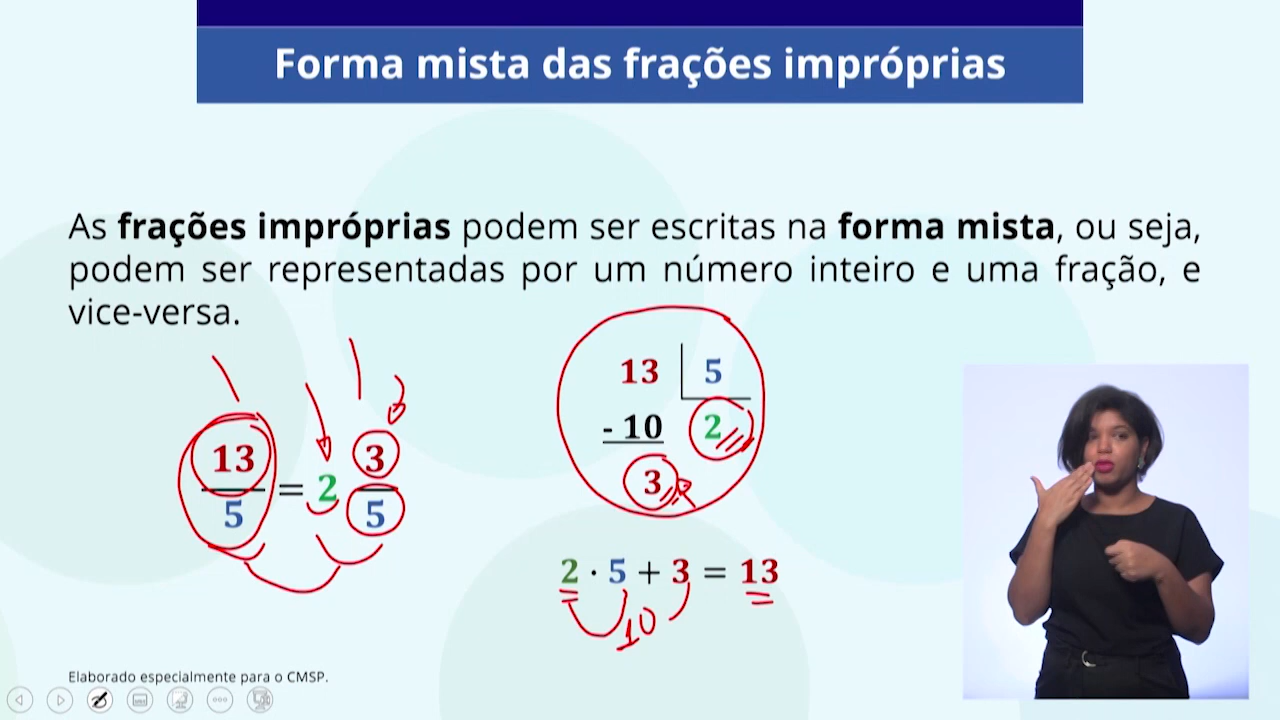 Forma mista das frações impróprias
As frações impróprias podem ser escritas na forma mista, ou seja,
podem ser representadas por um número inteiro e uma fração, e
vice-versa.
13 5
- 10 2
3
13/5 = 2 3/5
2 · 5 + 3 = 13
10
Elaborado especialmente para o CMSP.